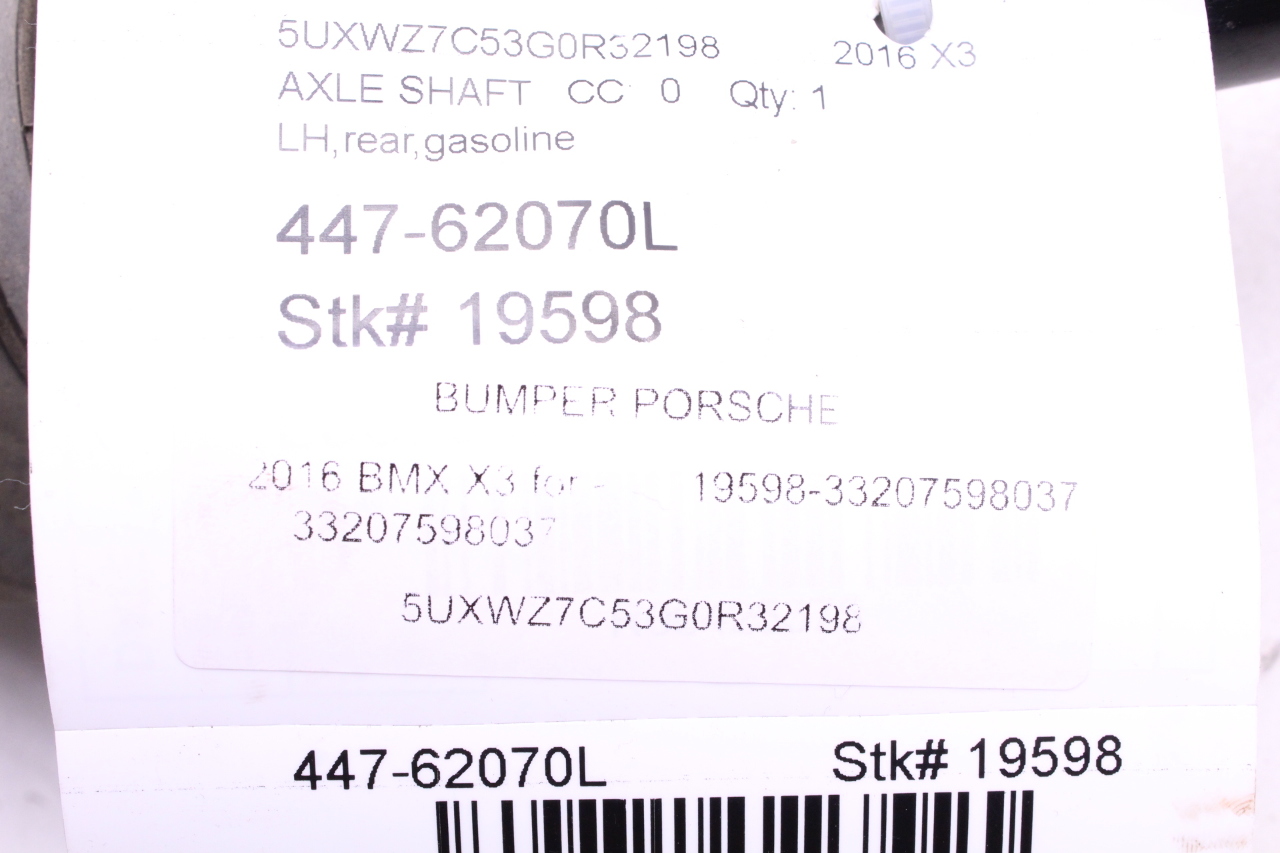 5UXWZ7C53G0R32198 2016 X3
AXLE SHAFT CC 0 Qty: 1
LH,rear,gasoline
447-62070L
Stk# 19598
BUMPER PORSCHE
2016 BMX X3 for - 19598-33207598037
33207598037
5UXWZ7C53G0R32198
447-62070L Stk# 19598